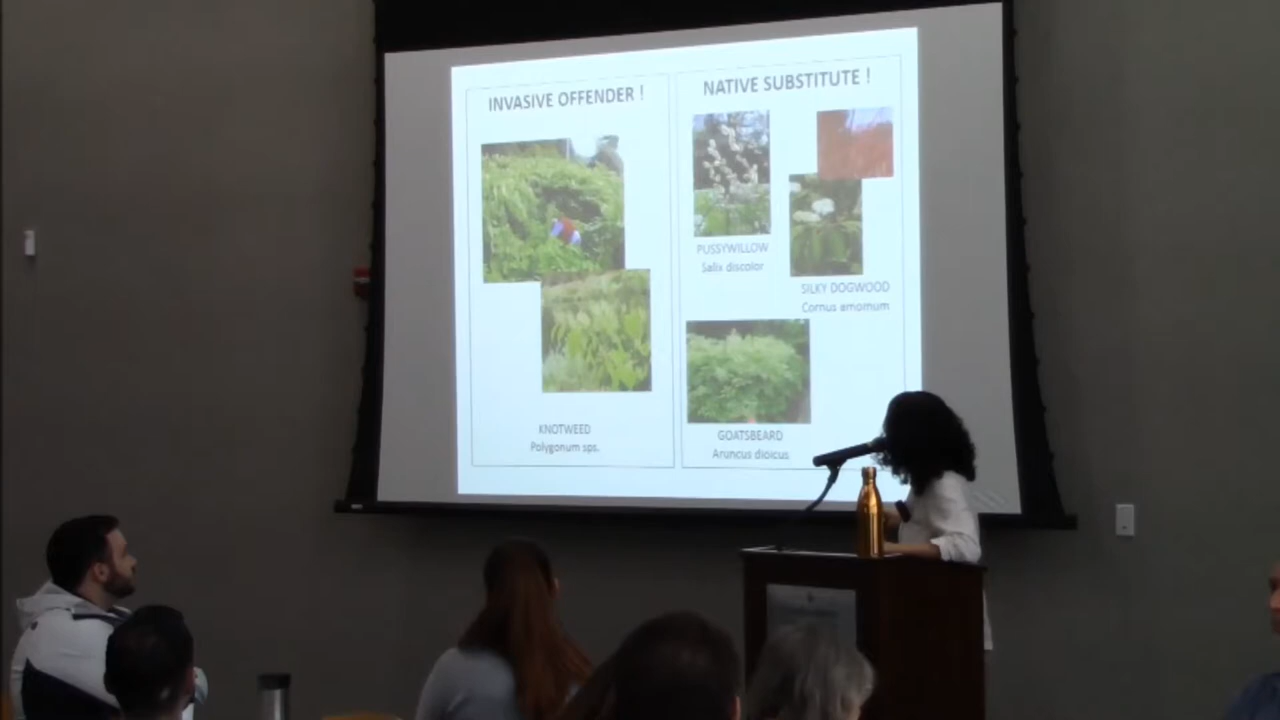 INVASIVE OFFENDER !
KNOTWEED
Polygonum sps.
NATIVE SUBSTITUTE !
PUSSYWILLOW
Salix discolor
SILKY DOGWOOD
Cornus amomum
GOATSBEARD
Aruncus dioicus